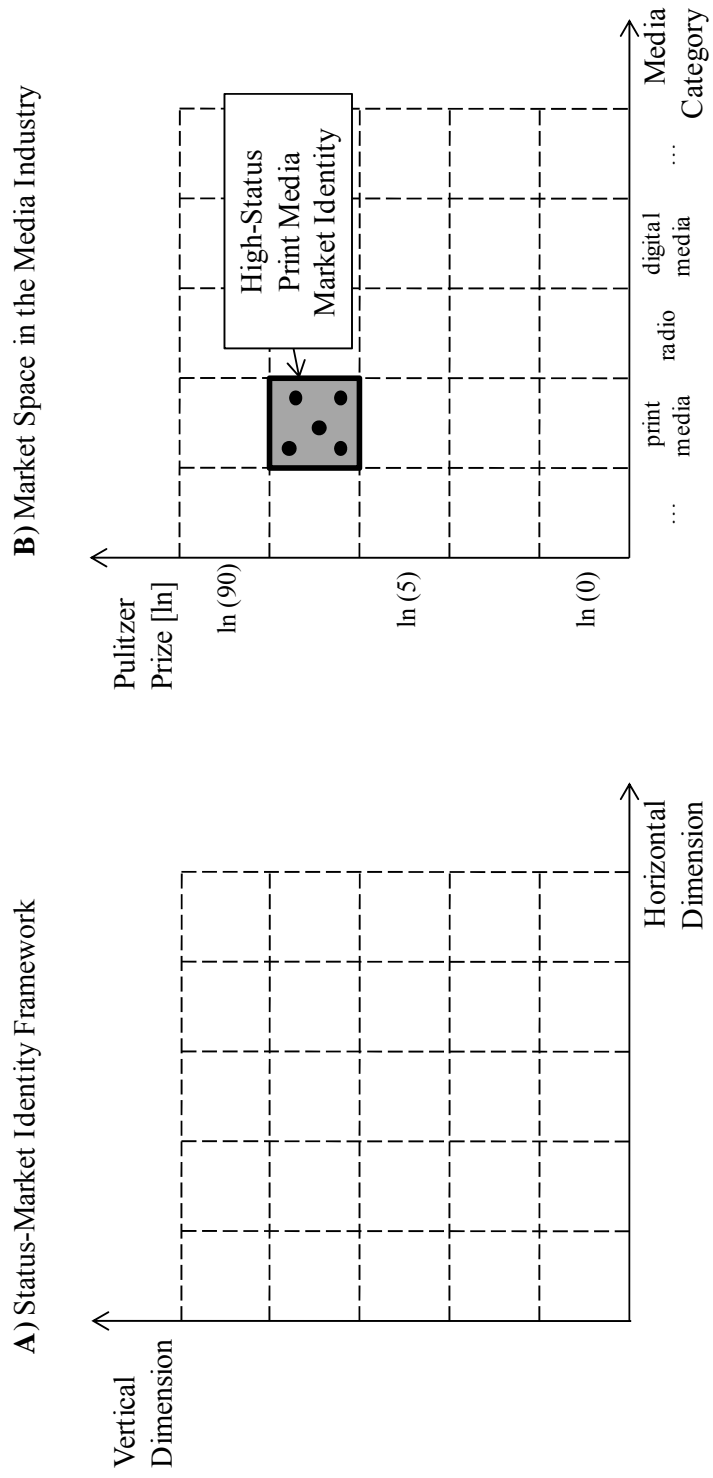 A) Status-Market Identity Framework
Vertical
Dimension
Horizontal
Dimension
B) Market Space in the Media Industry
Pulitzer
Prize [ln]
ln (90)
ln (5)
ln (0)
High-Status
Print Media
Market Identity
...
print
media
radio
digital
media
...
Media
Category